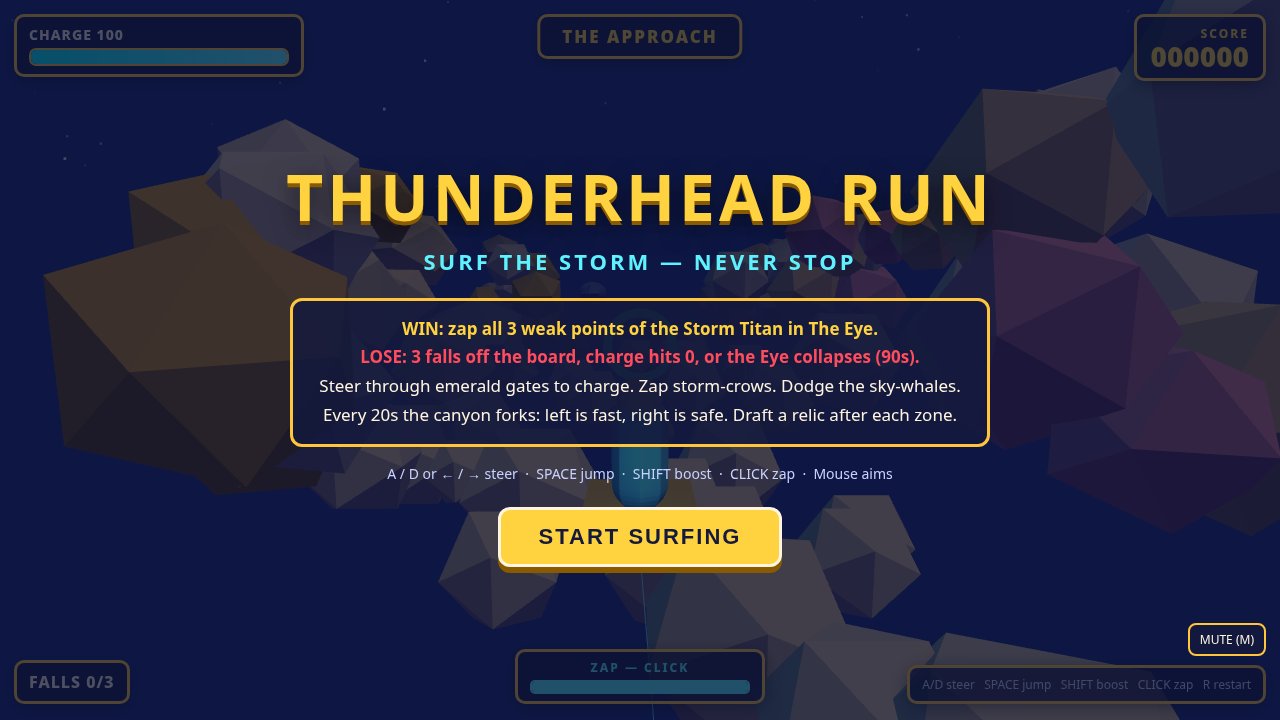 CHARGE 100
THE APPROACH
SCORE
000000
THUNDERHEAD RUN
SURF THE STORM — NEVER STOP
WIN: zap all 3 weak points of the Storm Titan in The Eye.
LOSE: 3 falls off the board, charge hits 0, or the Eye collapses (90s).
Steer through emerald gates to charge. Zap storm-crows. Dodge the sky-whales.
Every 20s the canyon forks: left is fast, right is safe. Draft a relic after each zone.
A / D or ← / → steer · SPACE jump · SHIFT boost · CLICK zap · Mouse aims
START SURFING
MUTE (M)
FALLS 0/3
ZAP — CLICK
A/D steer SPACE jump SHIFT boost CLICK zap R restart